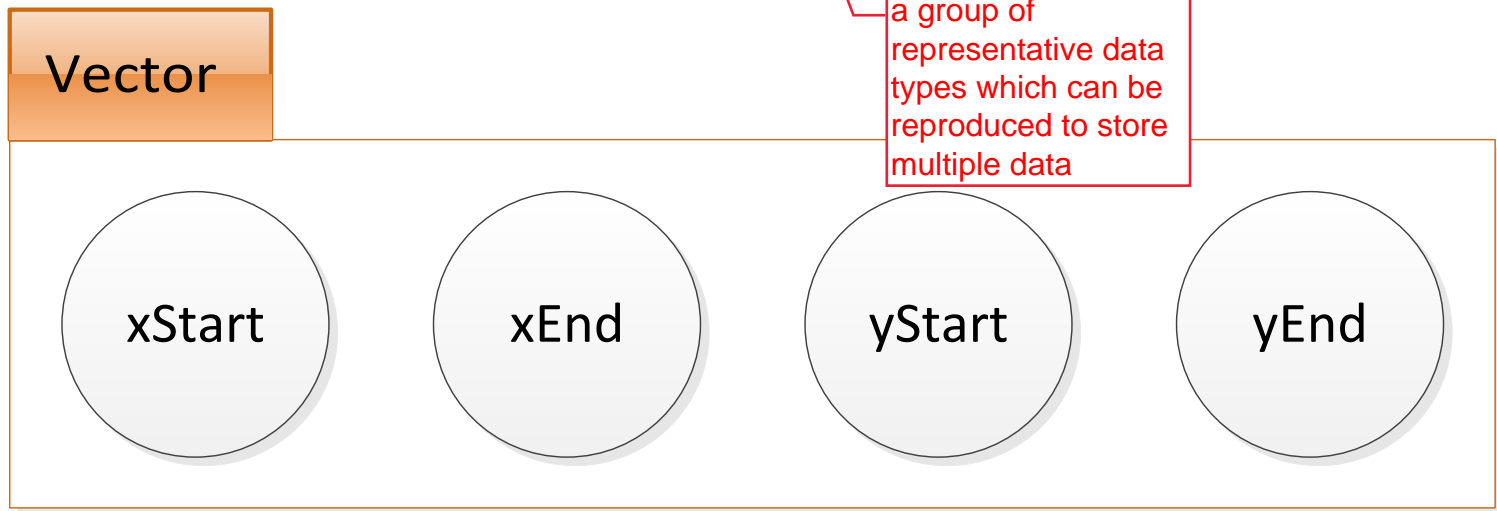 a group of
representative data
types which can be
reproduced to store
multiple data
Vector
xStart
xEnd
yStart
yEnd